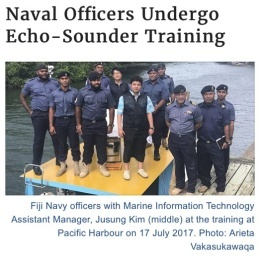 Naval Officers Undergo
Echo-Sounder Training
Fiji Navy officers with Marine Information Technology
Assistant Manager, Jusung Kim (middle) at the training at
Pacific Harbour on 17 July 2017. Photo: Arieta
Vakasukawaqa